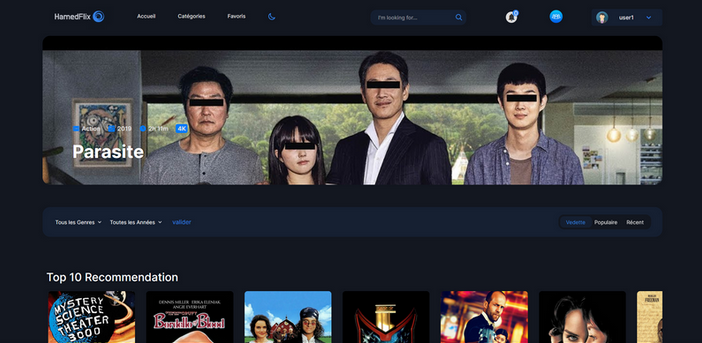 HamedFlix
Accueil
Catégories
Favoris
I'm looking for...
user1
Action
2019
2h 11m
4K
Parasite
Tous les Genres
Toutes les Années
valider
Vedette
Populaire
Récent
Top 10 Recommendation
MYSTERY
SCIENCE
THEATER
3000
DENNIS MILLER ERIKA ELENIAK
ANGIE EVERHART
Bordello of Blood